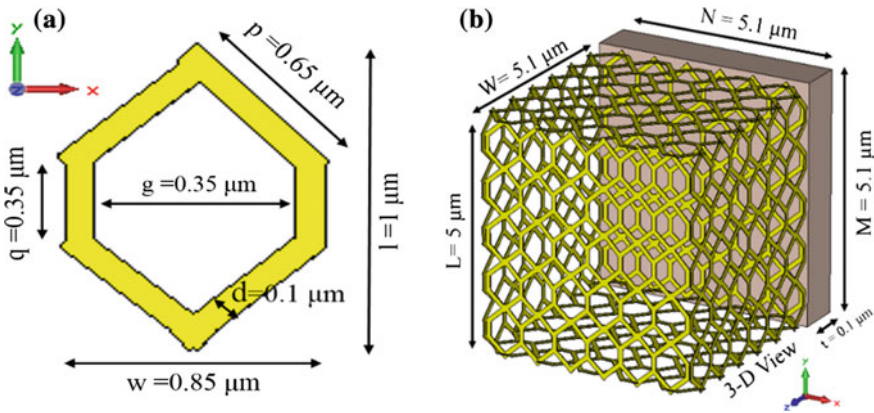 (a)
Y
Z
x
p=0.65 μm
q=0.35 μm
g =0.35 μm
l=1 μm
d=0.1 μm
w =0.85 μm
(b)
N = 5.1 μm
W= 5.1 μm
L= 5 μm
M = 5.1 μm
t = 0.1 μm
3-D View
y
z
x